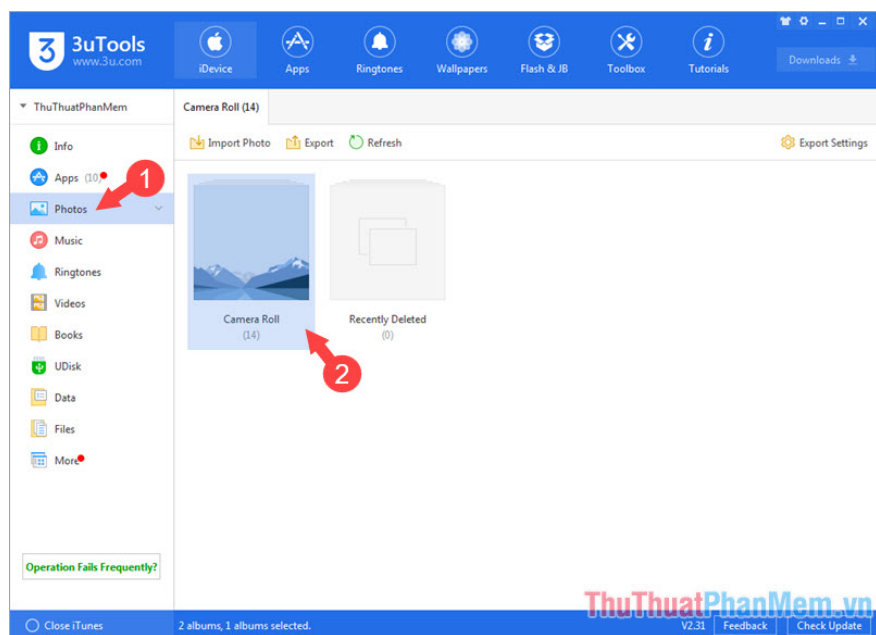 3uTools
www.3u.com
iDevice
Apps
Ringtones
Wallpapers
Flash & JB
Toolbox
Tutorials
Downloads
ThuThuatPhanMem
Camera Roll (14)
Info
Apps (10)
1
Photos
Music
Ringtones
Videos
Books
UDisk
Data
Files
More
Operation Fails Frequently?
Import Photo
Export
Refresh
Export Settings
Camera Roll
(14)
Recently Deleted
(0)
2
ThuThuatPhanMem.vn
Close iTunes
2 albums, 1 albums selected.
V2.31
Feedback
Check Update